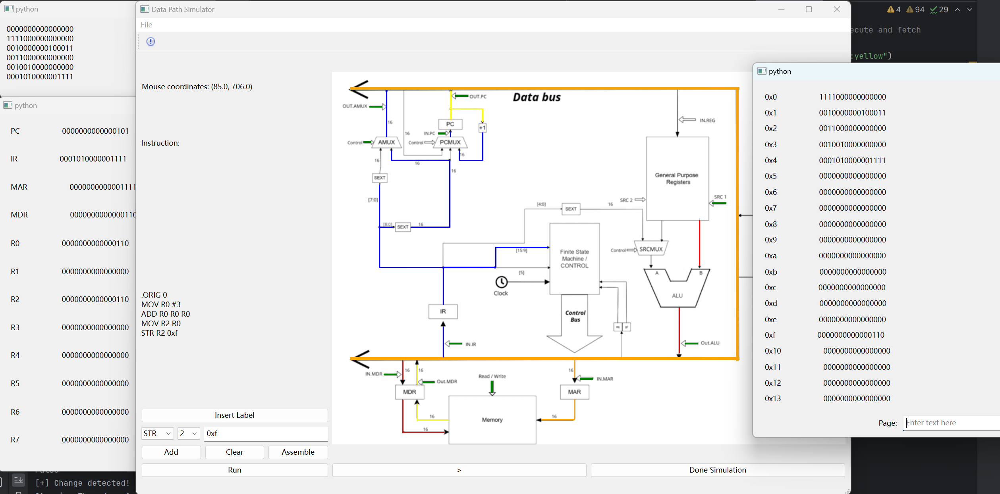 python
0000000000000000
1111000000000000
0010000000100011
0011000000000000
0010010000000000
0001010000001111
python
PC 0000000000000101
IR 0001010000001111
MAR 0000000000001111
MDR 0000000000000110
R0 0000000000000110
R1 0000000000000000
R2 0000000000000110
R3 0000000000000000
R4 0000000000000000
R5 0000000000000000
R6 0000000000000000
R7 0000000000000000
[+] Change detected!
Data Path Simulator
File
Mouse coordinates: (85.0, 706.0)
Instruction:
.ORIG 0
MOV R0 #3
ADD R0 R0 R0
MOV R2 R0
STR R2 0xf
Insert Label
STR 2 0xf
Add Clear Assemble
Run > Done Simulation
Data bus
OUT.PC
OUT.AMUX
16
IN.REG
PC
+1
16
IN.PC
Control AMUX
Control PCMUX
16
16
16
16
SEXT
General Purpose
Registers
[7:0]
SRC 2
SRC 1
[4:0]
SEXT
16
[8:0]
SEXT
16
[15:9]
Finite State
Machine /
CONTROL
Control SRCMUX
[5]
A B
Clock
ALU
IR
Control
Bus
eq gt
IN.IR
Out.ALU
IN.MDR
16
16
Out.MDR
Read / Write
16
IN.MAR
MDR
MAR
16
Memory
16
16
4 94 29
ecute and fetch
:yellow")
python
0x0 1111000000000000
0x1 0010000000100011
0x2 0011000000000000
0x3 0010010000000000
0x4 0001010000001111
0x5 0000000000000000
0x6 0000000000000000
0x7 0000000000000000
0x8 0000000000000000
0x9 0000000000000000
0xa 0000000000000000
0xb 0000000000000000
0xc 0000000000000000
0xd 0000000000000000
0xe 0000000000000000
0xf 0000000000000110
0x10 0000000000000000
0x11 0000000000000000
0x12 0000000000000000
0x13 0000000000000000
Page: Enter text here